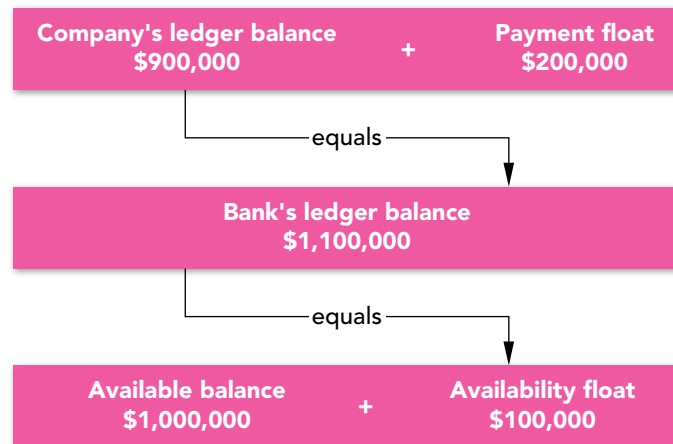 Company's ledger balance + Payment float
$900,000 $200,000
equals
Bank's ledger balance
$1,100,000
equals
Available balance + Availability float
$1,000,000 $100,000